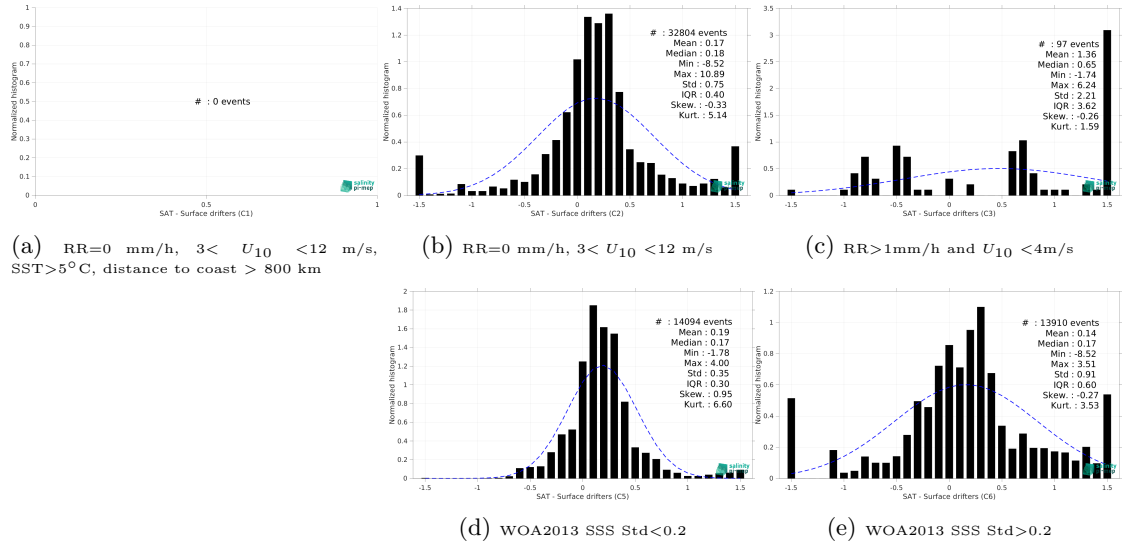 1
0.9
0.8
0.7
0.6
0.5
0.4
0.3
0.2
0.1
0
Normalized histogram
# : 0 events
salinity
pi-mep
0
0.5
1
SAT - Surface drifters (C1)
(a) RR=0 mm/h, 3< U10 <12 m/s,
SST>5°C, distance to coast > 800 km
1.4
1.2
1
0.8
0.6
0.4
0.2
0
Normalized histogram
# : 32804 events
Mean : 0.17
Median : 0.18
Min : -8.52
Max : 10.89
Std : 0.75
IQR : 0.40
Skew. : -0.33
Kurt. : 5.14
salinity
pi-mep
-1.5
-1
-0.5
0
0.5
1
1.5
SAT - Surface drifters (C2)
(b) RR=0 mm/h, 3< U10 <12 m/s
3.5
3
2.5
2
1.5
1
0.5
0
Normalized histogram
# : 97 events
Mean : 1.36
Median : 0.65
Min : -1.74
Max : 6.24
Std : 2.21
IQR : 3.62
Skew. : -0.26
Kurt. : 1.59
salinity
pi-mep
-1.5
-1
-0.5
0
0.5
1
1.5
SAT - Surface drifters (C3)
(c) RR>1mm/h and U10 <4m/s
2
1.8
1.6
1.4
1.2
1
0.8
0.6
0.4
0.2
0
Normalized histogram
# : 14094 events
Mean : 0.19
Median : 0.17
Min : -1.78
Max : 4.00
Std : 0.35
IQR : 0.30
Skew. : 0.95
Kurt. : 6.60
salinity
pi-mep
-1.5
-1
-0.5
0
0.5
1
1.5
SAT - Surface drifters (C5)
(d) WOA2013 SSS Std<0.2
1.2
1
0.8
0.6
0.4
0.2
0
Normalized histogram
# : 13910 events
Mean : 0.14
Median : 0.17
Min : -8.52
Max : 3.51
Std : 0.91
IQR : 0.60
Skew. : -0.27
Kurt. : 3.53
salinity
pi-mep
-1.5
-1
-0.5
0
0.5
1
1.5
SAT - Surface drifters (C6)
(e) WOA2013 SSS Std>0.2